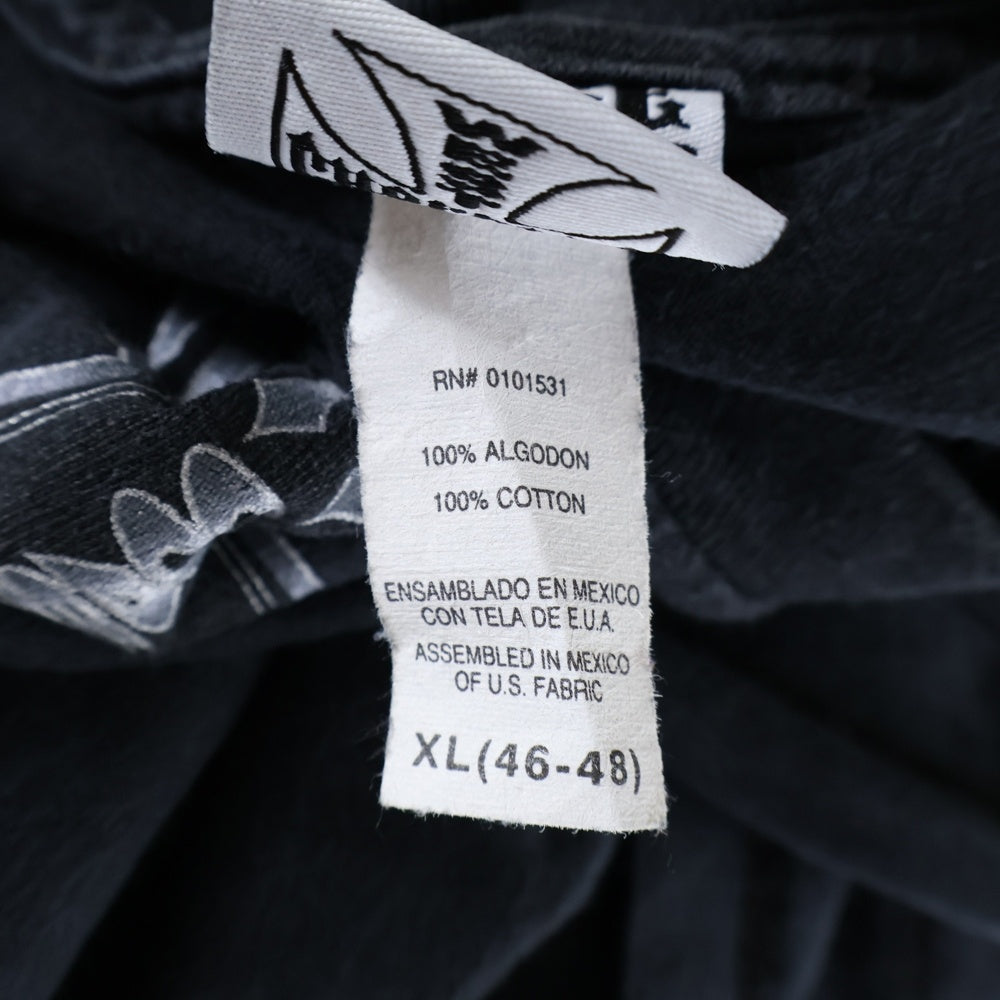 RN# 0101531
100% ALGODON
100% COTTON
ENSAMBLADO EN MEXICO
CON TELA DE E.U.A.
ASSEMBLED IN MEXICO
OF U.S. FABRIC
XL(46-48)